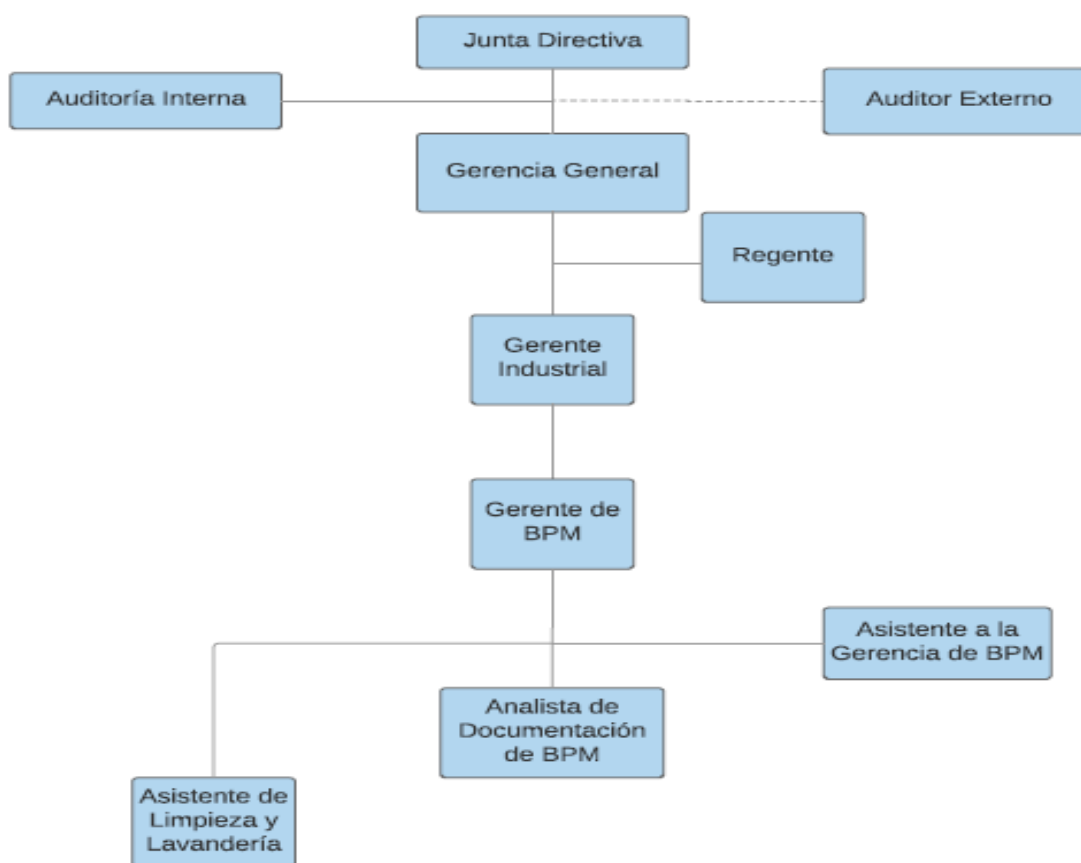 Junta Directiva
Auditoría Interna
Auditor Externo
Gerencia General
Regente
Gerente
Industrial
Gerente de
BPM
Asistente a la
Gerencia de BPM
Analista de
Documentación
de BPM
Asistente de
Limpieza y
Lavandería